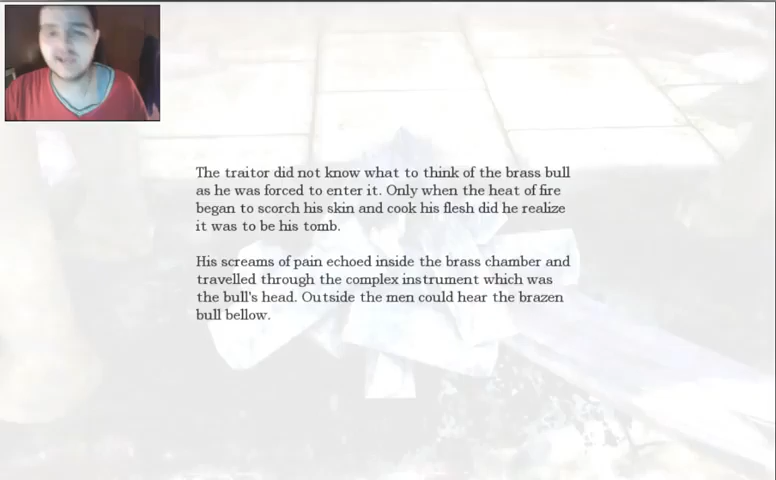 The traitor did not know what to think of the brass bull
as he was forced to enter it. Only when the heat of fire
began to scorch his skin and cook his flesh did he realize
it was to be his tomb.
His screams of pain echoed inside the brass chamber and
travelled through the complex instrument which was
the bull's head. Outside the men could hear the brazen
bull bellow.